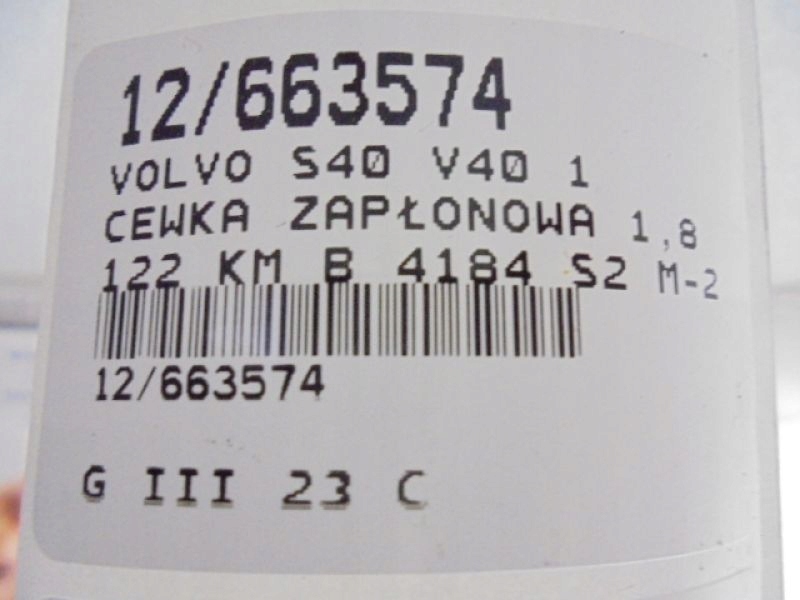 12/663574
VOLVO S40 V40 1
CEWKA ZAPŁONOWA 1,8
122 KM B 4184 S2 M-2
12/663574
G III 23 C